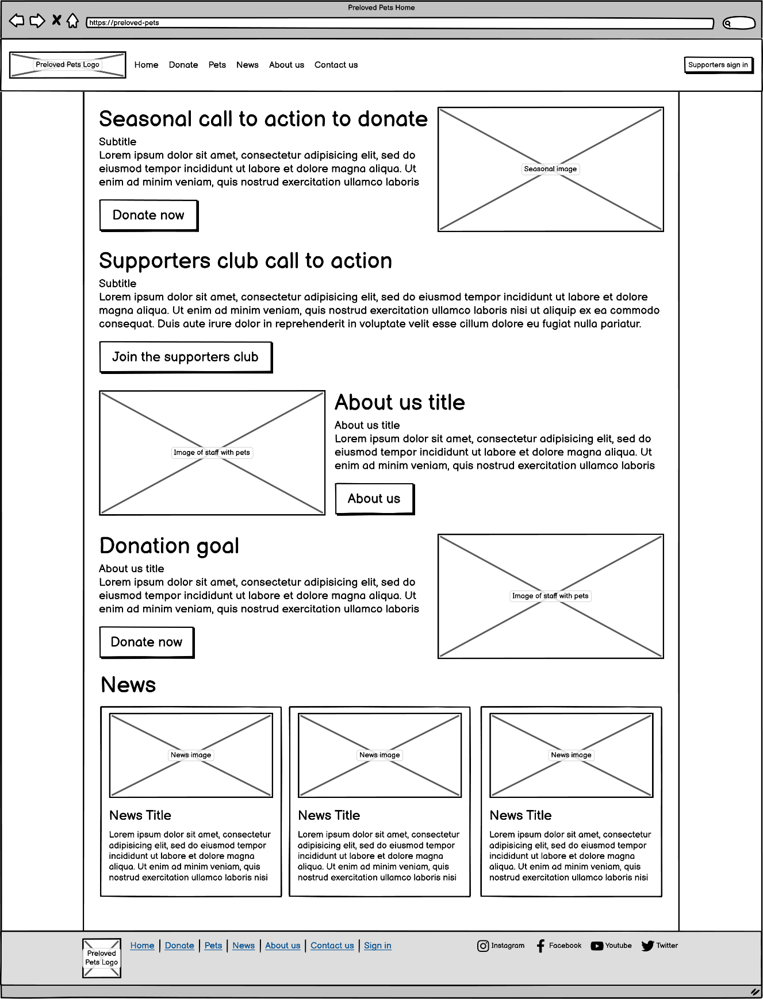 Preloved Pets Home
https://preloved-pets
Preloved Pets Logo
Home Donate Pets News About us Contact us
Supporters sign in
Seasonal call to action to donate
Subtitle
Lorem ipsum dolor sit amet, consectetur adipisicing elit, sed do
eiusmod tempor incididunt ut labore et dolore magna aliqua. Ut
enim ad minim veniam, quis nostrud exercitation ullamco laboris
Donate now
Seasonal image
Supporters club call to action
Subtitle
Lorem ipsum dolor sit amet, consectetur adipisicing elit, sed do eiusmod tempor incididunt ut labore et dolore
magna aliqua. Ut enim ad minim veniam, quis nostrud exercitation ullamco laboris nisi ut aliquip ex ea commodo
consequat. Duis aute irure dolor in reprehenderit in voluptate velit esse cillum dolore eu fugiat nulla pariatur.
Join the supporters club
Image of staff with pets
About us title
About us title
Lorem ipsum dolor sit amet, consectetur adipisicing elit, sed do
eiusmod tempor incididunt ut labore et dolore magna aliqua. Ut
enim ad minim veniam, quis nostrud exercitation ullamco laboris
About us
Donation goal
About us title
Lorem ipsum dolor sit amet, consectetur adipisicing elit, sed do
eiusmod tempor incididunt ut labore et dolore magna aliqua. Ut
enim ad minim veniam, quis nostrud exercitation ullamco laboris
Donate now
Image of staff with pets
News
News image
News Title
Lorem ipsum dolor sit amet, consectetur
adipisicing elit, sed do eiusmod tempor
incididunt ut labore et dolore magna
aliqua. Ut enim ad minim veniam, quis
nostrud exercitation ullamco laboris nisi
News image
News Title
Lorem ipsum dolor sit amet, consectetur
adipisicing elit, sed do eiusmod tempor
incididunt ut labore et dolore magna
aliqua. Ut enim ad minim veniam, quis
nostrud exercitation ullamco laboris nisi
News image
News Title
Lorem ipsum dolor sit amet, consectetur
adipisicing elit, sed do eiusmod tempor
incididunt ut labore et dolore magna
aliqua. Ut enim ad minim veniam, quis
nostrud exercitation ullamco laboris nisi
Preloved
Pets Logo
Home | Donate | Pets | News | About us | Contact us | Sign in
Instagram Facebook Youtube Twitter